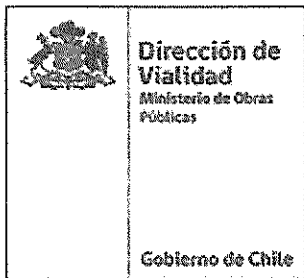 Dirección de
Vialidad
Ministerio de Obras
Públicas
Gobierno de Chile